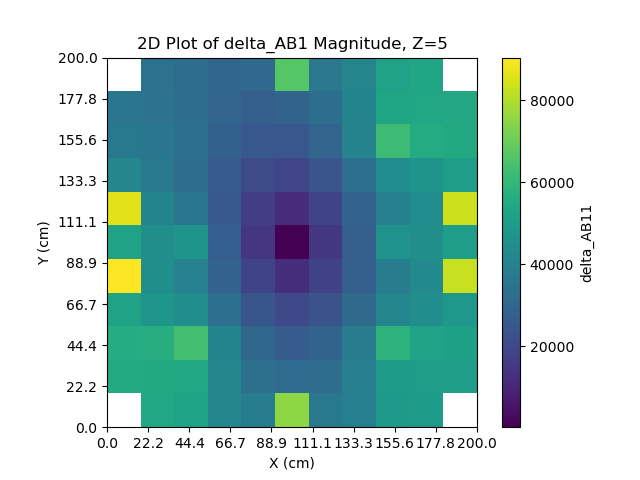 2D Plot of delta_AB1 Magnitude, Z=5
200.0
177.8
155.6
133.3
111.1
88.9
66.7
44.4
22.2
0.0
Y (cm)
0.0 22.2 44.4 66.7 88.9 111.1 133.3 155.6 177.8 200.0
X (cm)
80000
60000
40000
20000
delta_AB11